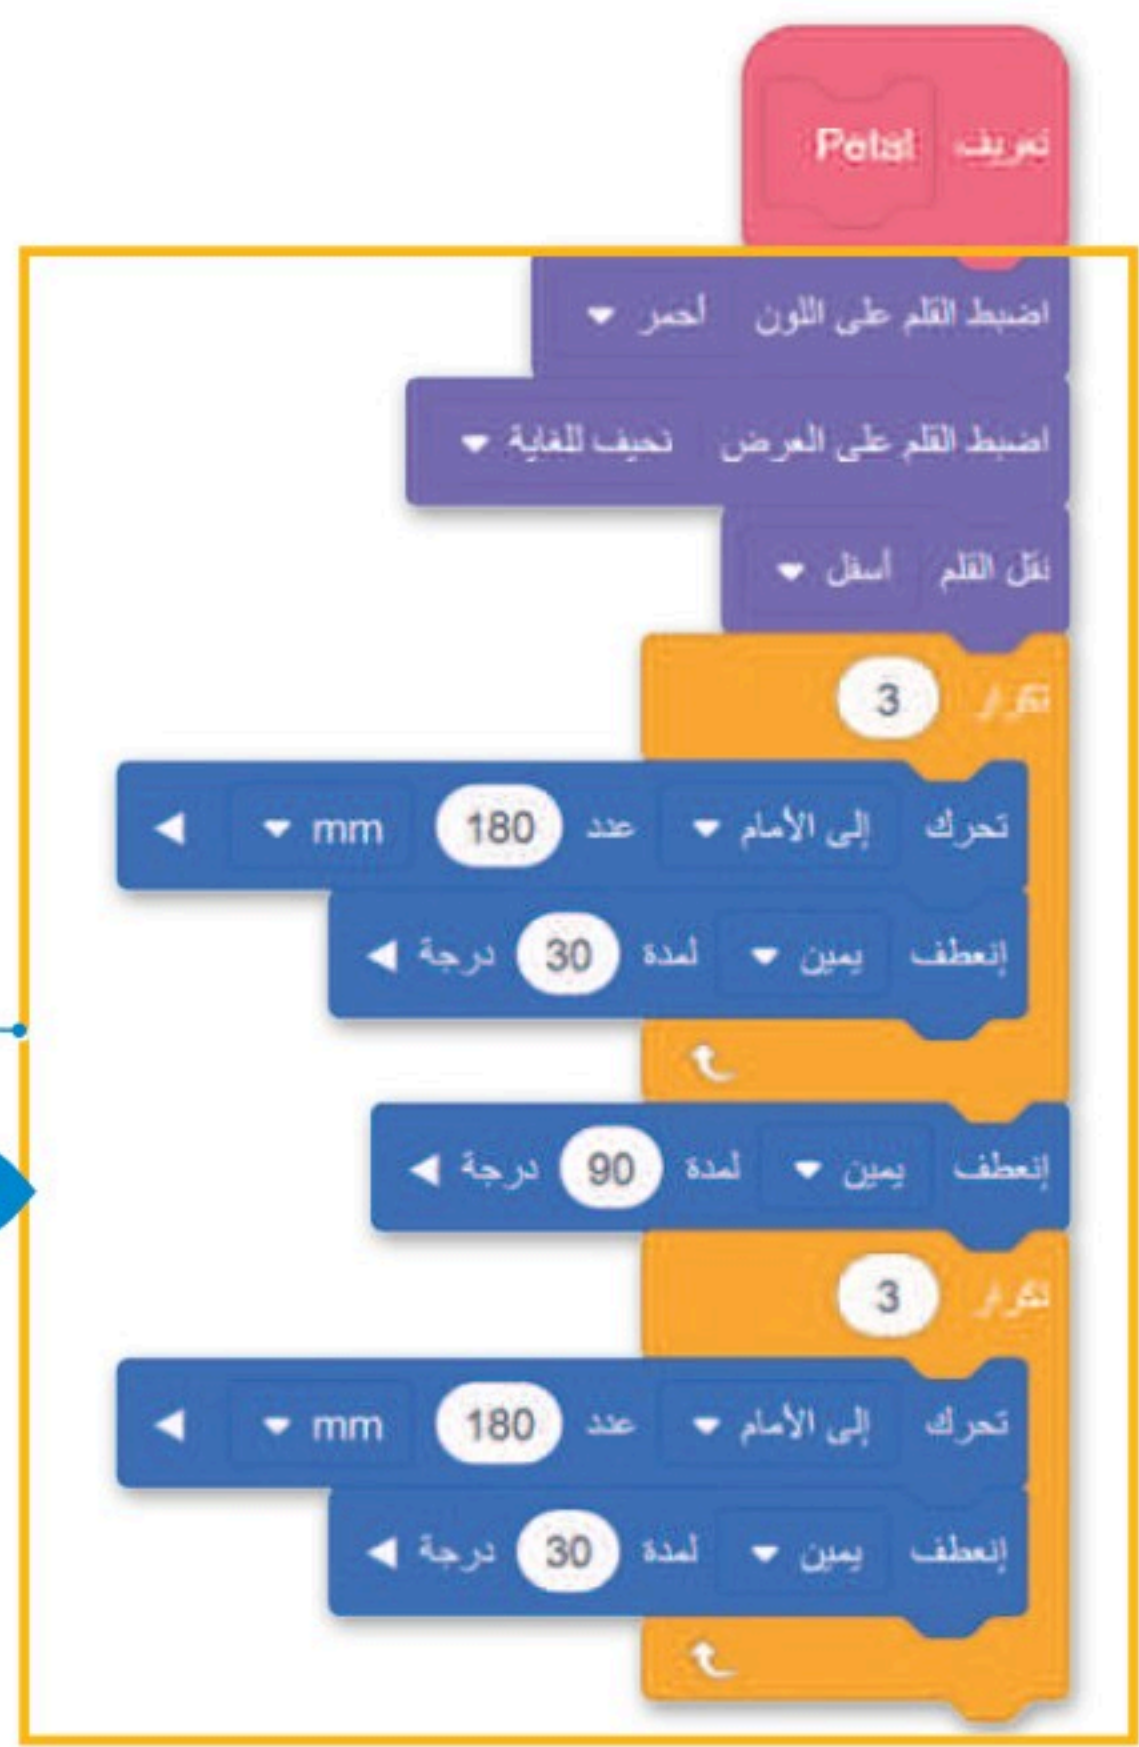 تعريف Petal
اضبط القلم على اللون أحمر
اضبط القلم على العرض نحيف للغاية
نقل القلم أسفل
تكرار 3
تحرك إلى الأمام عدد 180 mm
إنعطف يمين لمدة 30 درجة
إنعطف يمين لمدة 90 درجة
تكرار 3
تحرك إلى الأمام عدد 180 mm
إنعطف يمين لمدة 30 درجة